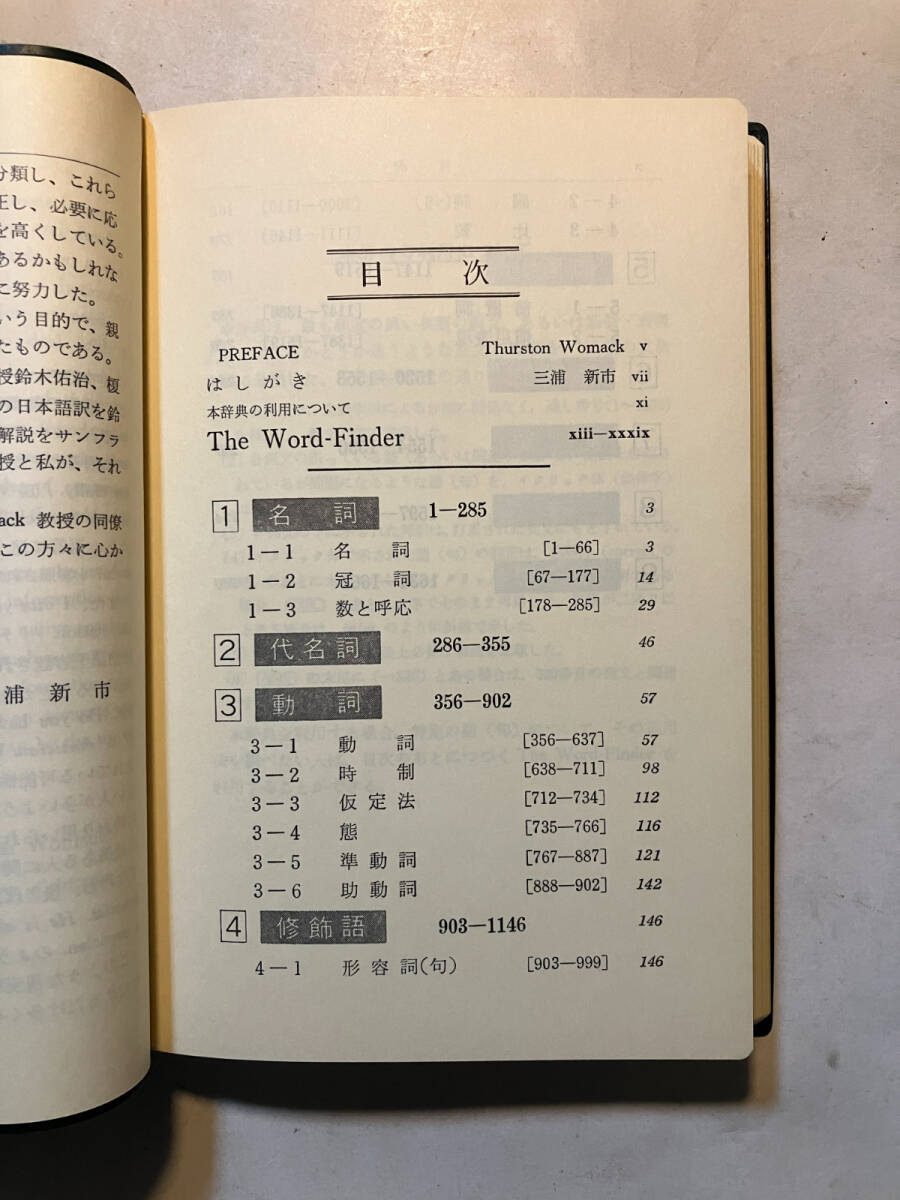 分類し、これら
正し、必要に応
を高くしている。
あるかもしれな
に努力した。
いう目的で、親
たものである。
授鈴木佑治、榎
の日本語訳を鈴
解説をサンフラ
授と私が、それ
ack 教授の同僚
この方々に心か
浦 新 市
目 次
PREFACE Thurston Womack v
はしがき 三浦 新市 vii
本辞典の利用について xi
The Word-Finder xiii—xxxix
1 名 詞 1—285 3
1—1 名 詞 [1—66] 3
1—2 冠 詞 [67—177] 14
1—3 数と呼応 [178—285] 29
2 代名詞 286—355 46
3 動 詞 356—902 57
3—1 動 詞 [356—637] 57
3—2 時 制 [638—711] 98
3—3 仮定法 [712—734] 112
3—4 態 [735—766] 116
3—5 準動詞 [767—887] 121
3—6 助動詞 [888—902] 142
4 修飾語 903—1146 146
4—1 形容詞(句) [903—999] 146